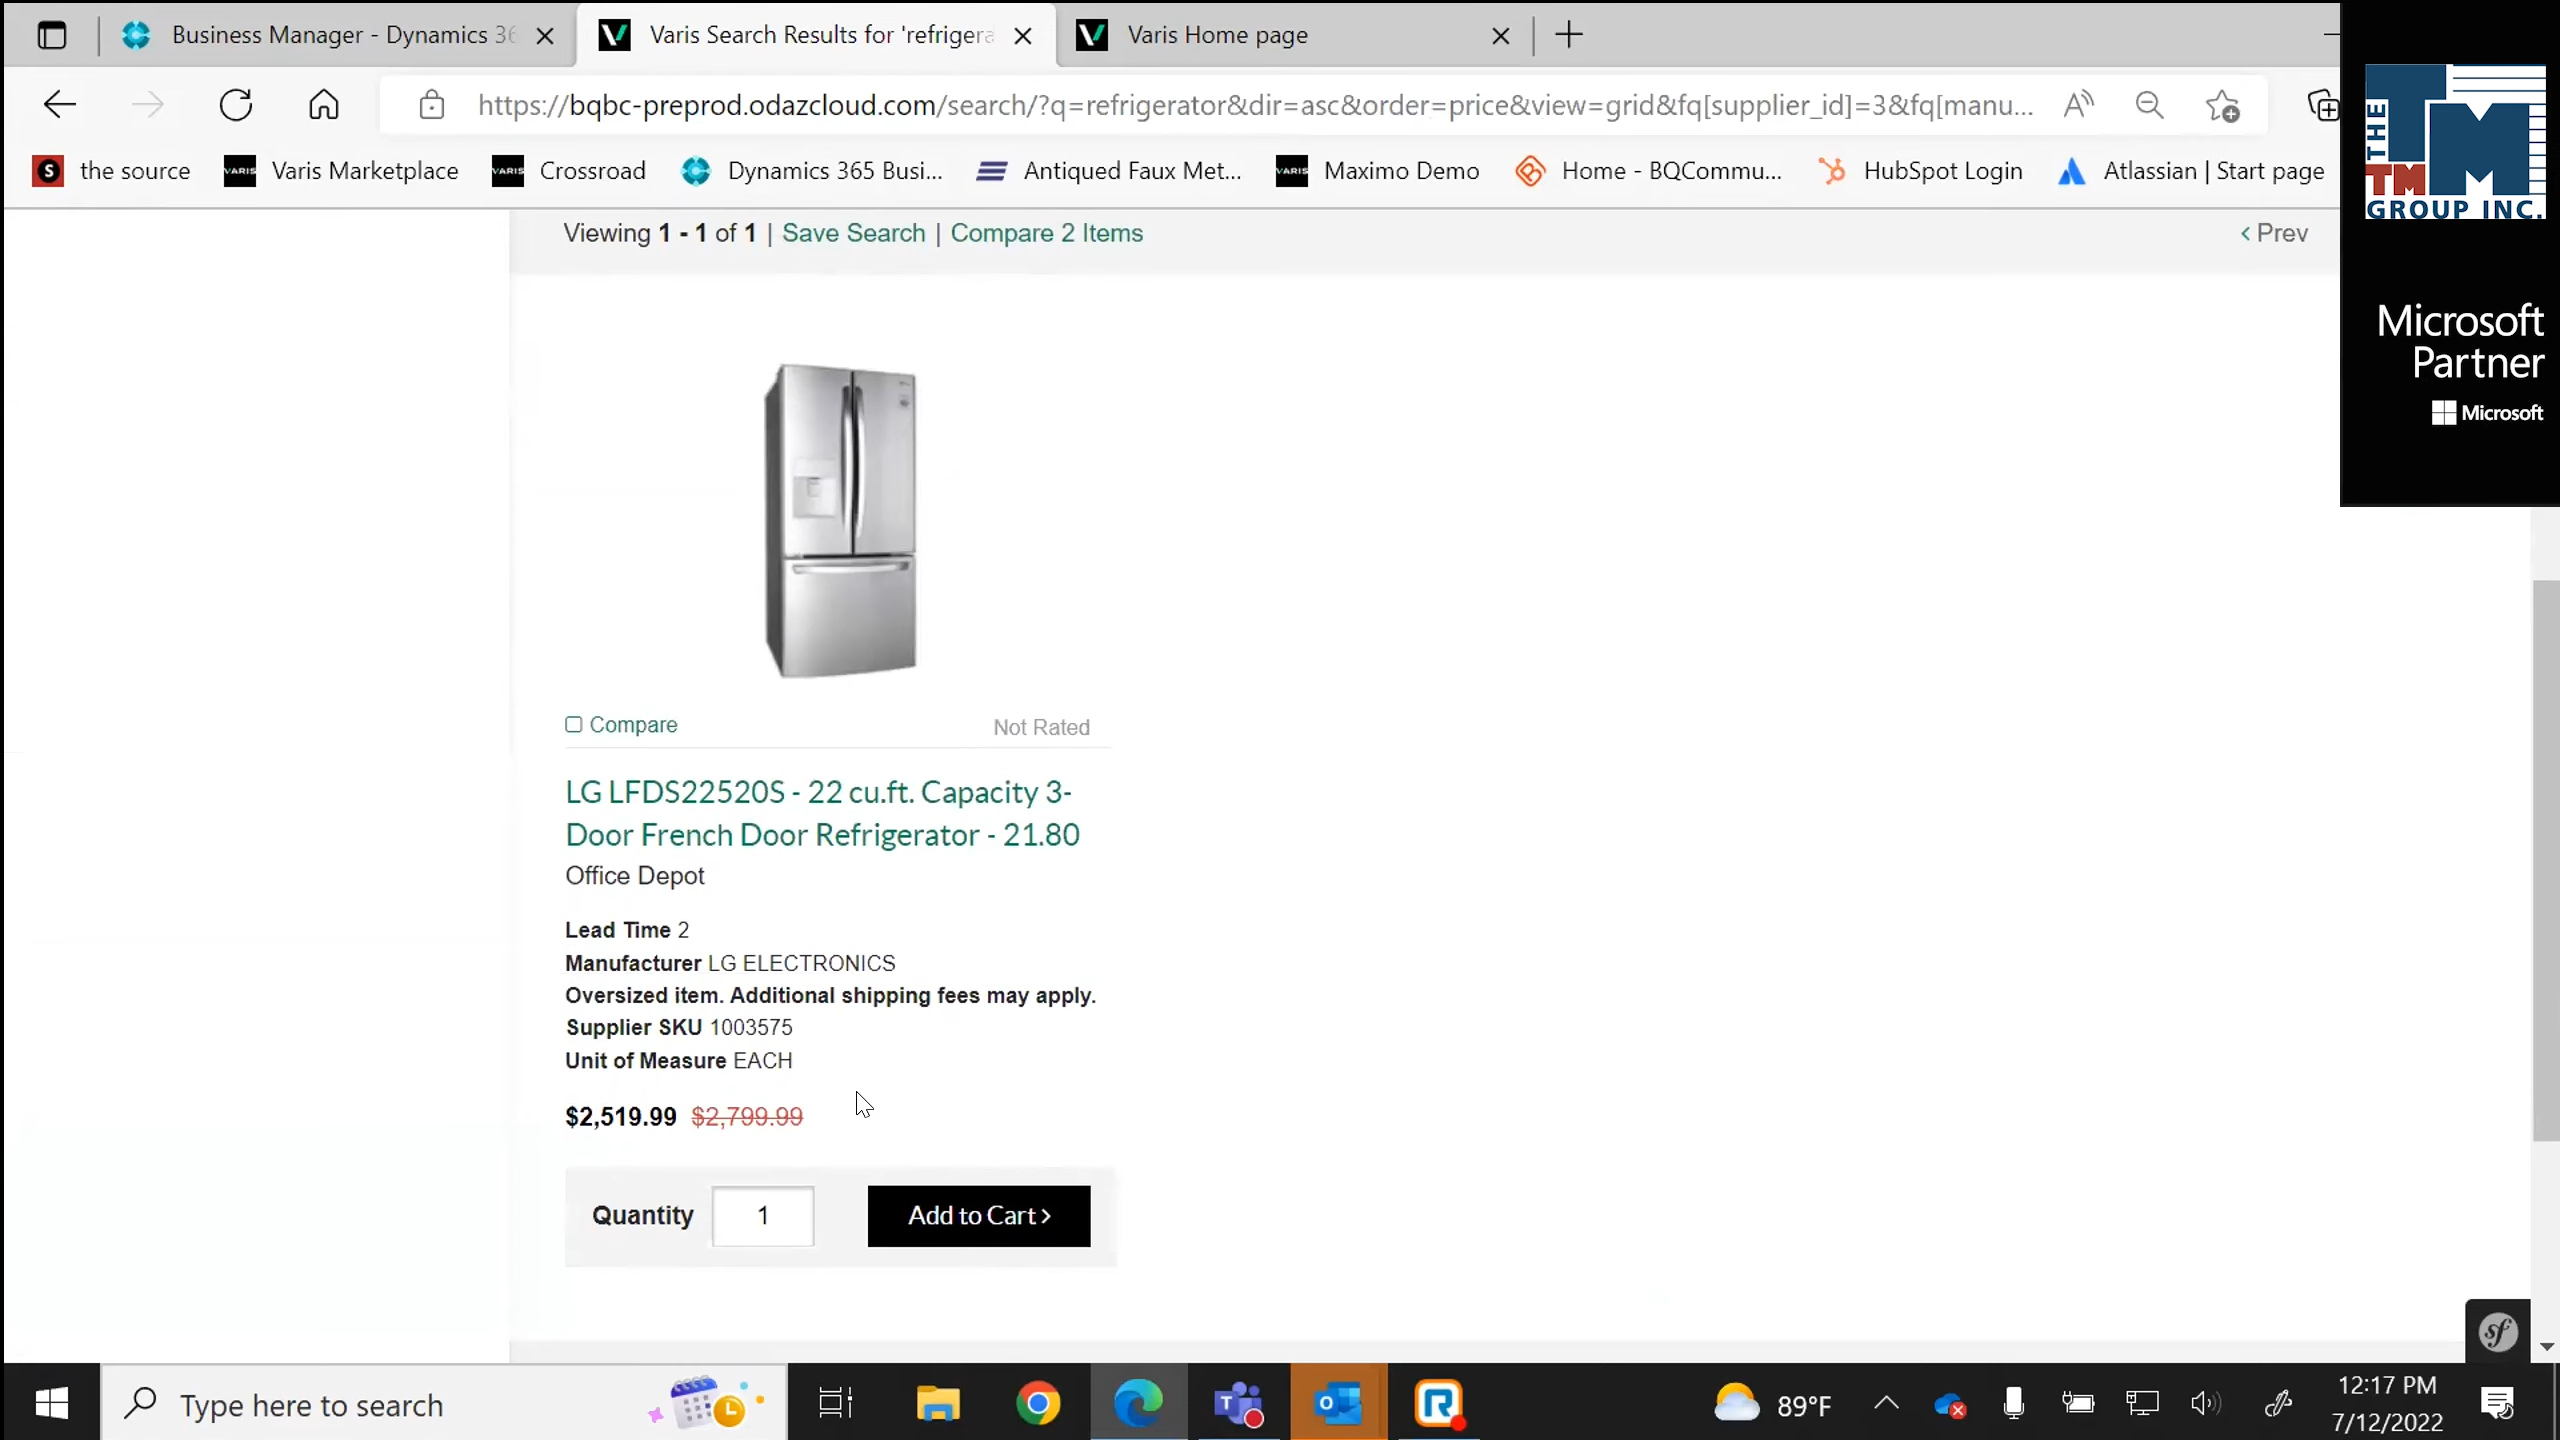 Business Manager - Dynamics 36
Varis Search Results for 'refrigera
Varis Home page
https://bqbc-preprod.odazcloud.com/search/?q=refrigerator&dir=asc&order=price&view=grid&fq[supplier_id]=3&fq[manu...
S the source
VARIS Varis Marketplace
VARIS Crossroad
Dynamics 365 Busi...
Antiqued Faux Met...
VARIS Maximo Demo
Home - BQCommu...
HubSpot Login
Atlassian | Start page
THE TM
TM
GROUP INC.
Microsoft
Partner
Microsoft
Viewing 1 - 1 of 1 | Save Search | Compare 2 Items
‹ Prev
Compare
Not Rated
LG LFDS22520S - 22 cu.ft. Capacity 3-
Door French Door Refrigerator - 21.80
Office Depot
Lead Time 2
Manufacturer LG ELECTRONICS
Oversized item. Additional shipping fees may apply.
Supplier SKU 1003575
Unit of Measure EACH
$2,519.99 $2,799.99
Quantity 1 Add to Cart ›
sf
Type here to search
89°F
12:17 PM
7/12/2022